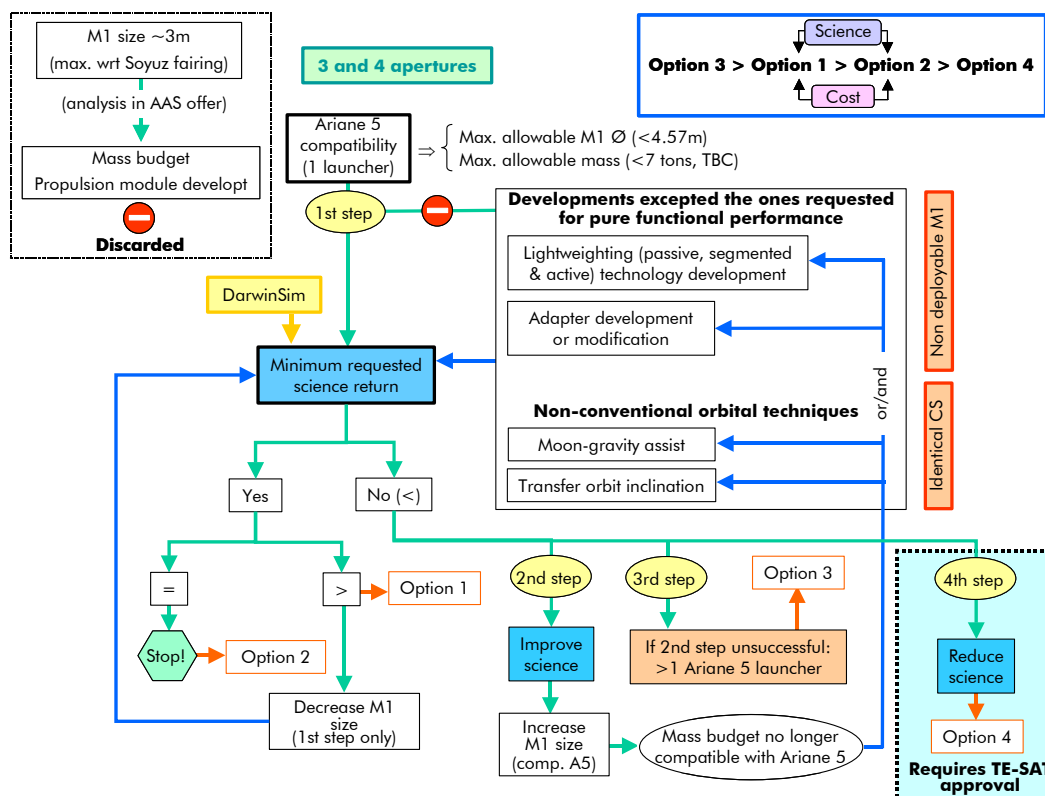 M1 size ~3m
(max. wrt Soyuz fairing)
(analysis in AAS offer)
Mass budget
Propulsion module developt
Discarded
3 and 4 apertures
Science
Option 3 > Option 1 > Option 2 > Option 4
Cost
Ariane 5
compatibility
(1 launcher)
⇒
Max. allowable M1 Ø (<4.57m)
Max. allowable mass (<7 tons, TBC)
1st step
Developments excepted the ones requested
for pure functional performance
Lightweighting (passive, segmented
& active) technology development
Adapter development
or modification
Non-conventional orbital techniques
Moon-gravity assist
Transfer orbit inclination
or/and
Non deployable M1
Identical CS
DarwinSim
Minimum requested
science return
Yes
No (<)
=
>
Option 1
Stop!
Option 2
Decrease M1
size
(1st step only)
2nd step
Improve
science
Increase
M1 size
(comp. A5)
Mass budget no longer
compatible with Ariane 5
3rd step
Option 3
If 2nd step unsuccessful:
>1 Ariane 5 launcher
4th step
Reduce
science
Option 4
Requires TE-SAT
approval